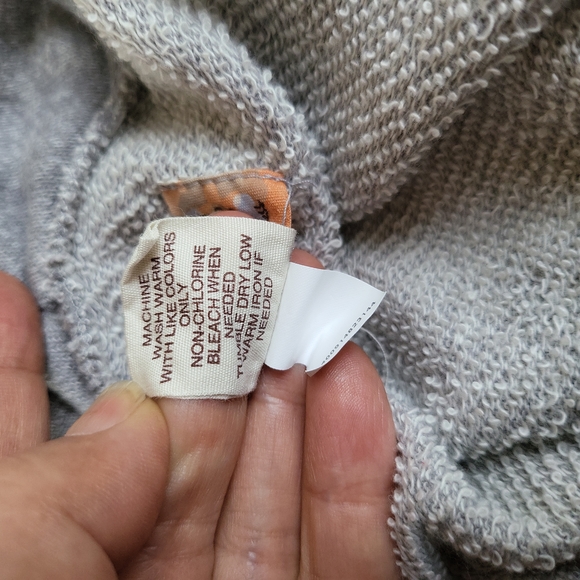 MACHINE
WASH WARM
WITH LIKE COLORS
ONLY
NON-CHLORINE
BLEACH WHEN
NEEDED
TUMBLE DRY LOW
WARM IRON IF
NEEDED